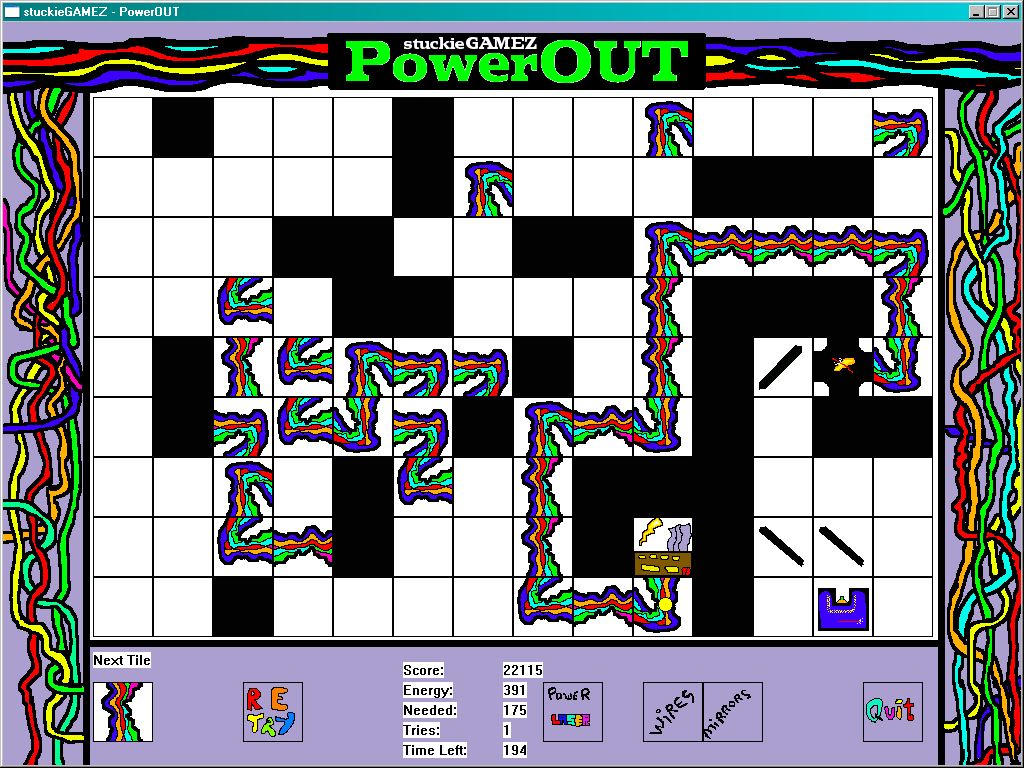 stuckieGAMEZ - PowerOUT
stuckieGAMEZ
PowerOUT
Next Tile
RETRY
Score: 22115
Energy: 391
Needed: 175
Tries: 1
Time Left: 194
PoweR
LASER
WiRES
MiRRORS
Quit